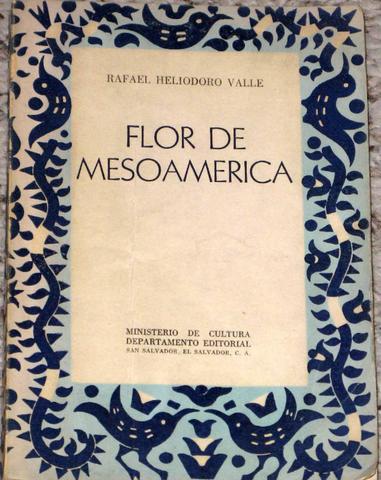 RAFAEL HELIODORO VALLE
FLOR DE
MESOAMERICA
MINISTERIO DE CULTURA
DEPARTAMENTO EDITORIAL
SAN SALVADOR, EL SALVADOR, C. A.